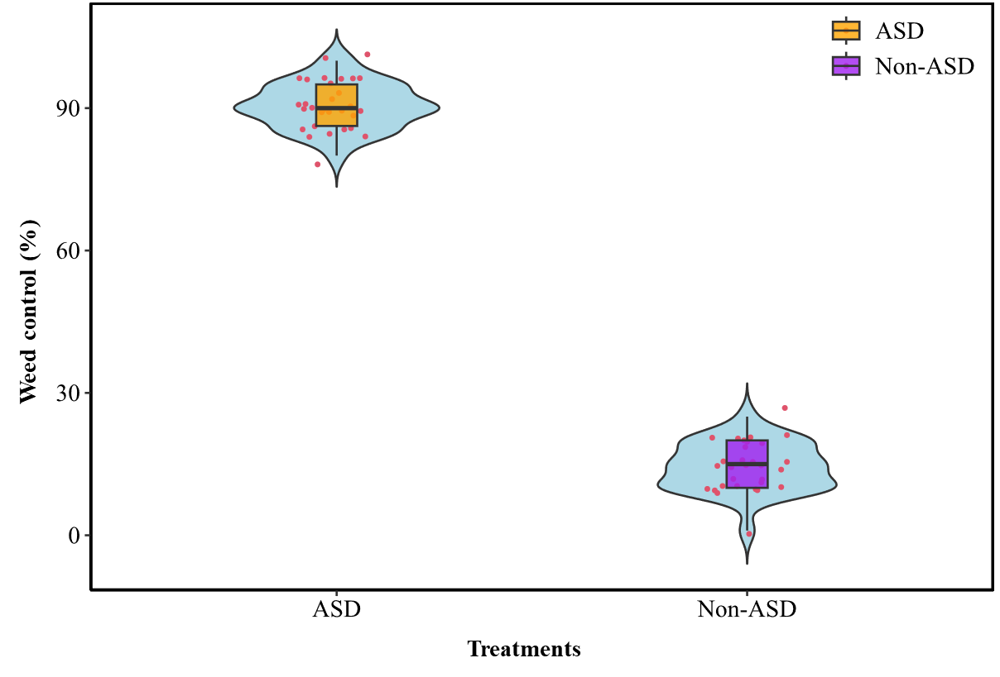 ASD
Non-ASD
90
60
30
0
Weed control (%)
ASD
Non-ASD
Treatments